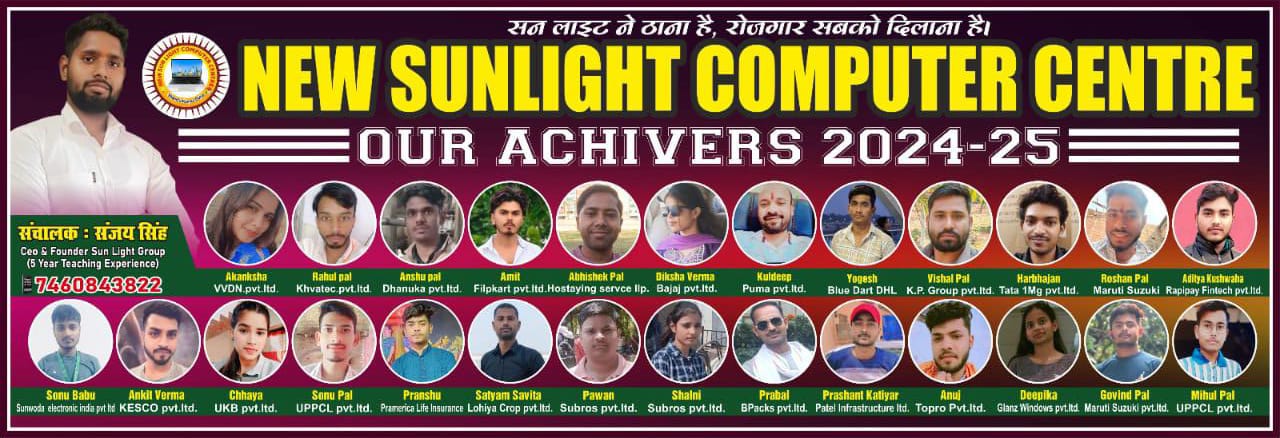 सन लाइट ने ठाना है, रोजगार सबको दिलाना है।
NEW SUNLIGHT COMPUTER CENTRE
OUR ACHIVERS 2024-25
संचालक : संजय सिंह
Ceo & Founder Sun Light Group
(5 Year Teaching Experience)
7460843822
Akanksha
VVDN.pvt.ltd.
Rahul pal
Khvatec.pvt.ltd.
Anshu pal
Dhanuka pvt.ltd.
Amit
Filpkart pvt.ltd.
Abhishek Pal
Hostaying servce llp.
Diksha Verma
Bajaj pvt.ltd.
Kuldeep
Puma pvt.ltd.
Yogesh
Blue Dart DHL
Vishal Pal
K.P. Group pvt.ltd.
Harbhajan
Tata 1Mg pvt.ltd.
Roshan Pal
Maruti Suzuki
Aditya Kushwaha
Rapipay Fintech pvt.ltd.
Sonu Babu
Sunwoda electronic india pvt ltd
Ankit Verma
KESCO pvt.ltd.
Chhaya
UKB pvt.ltd.
Sonu Pal
UPPCL pvt.ltd.
Pranshu
Pramerica Life Insurance
Satyam Savita
Lohiya Crop pvt.ltd.
Pawan
Subros pvt.ltd.
Shalni
Subros pvt.ltd.
Prabal
BPacks pvt.ltd.
Prashant Katiyar
Patel Infrastructure ltd.
Anuj
Topro Pvt.ltd.
Deepika
Glanz Windows pvt.ltd.
Govind Pal
Maruti Suzuki pvt.ltd.
Mihul Pal
UPPCL pvt.ltd.